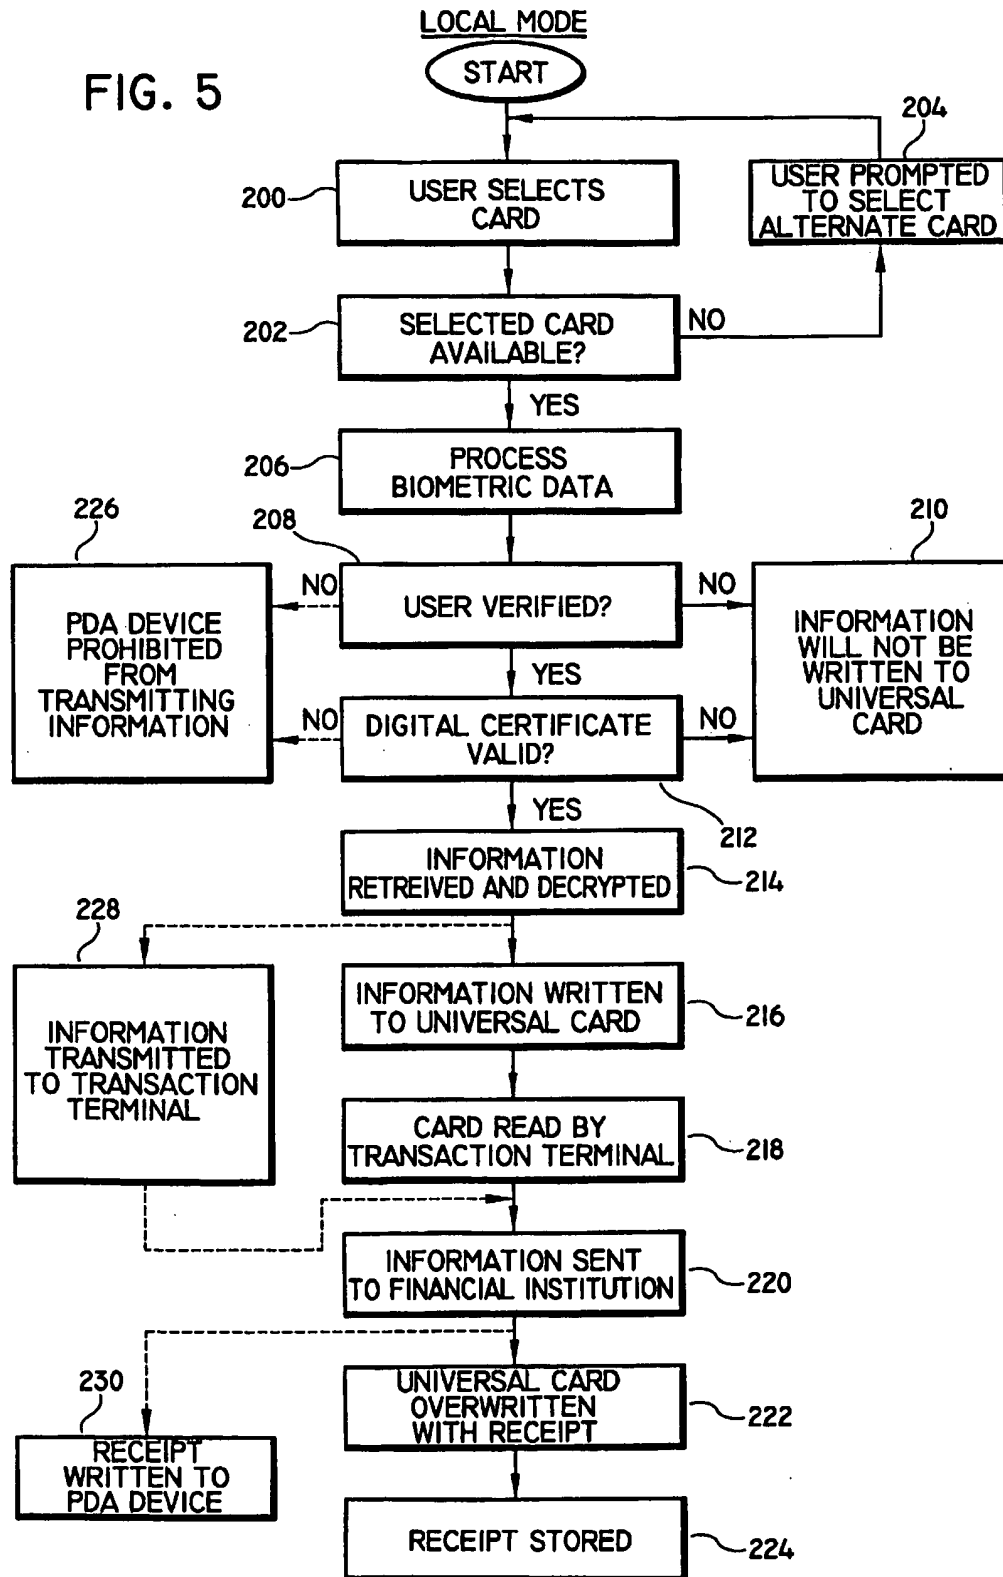 LOCAL MODE
START
FIG. 5
204
200
USER SELECTS
CARD
USER PROMPTED
TO SELECT
ALTERNATE CARD
202
SELECTED CARD
AVAILABLE?
NO
YES
206
PROCESS
BIOMETRIC DATA
226
208
210
NO
USER VERIFIED?
NO
PDA DEVICE
PROHIBITED
FROM
TRANSMITTING
INFORMATION
INFORMATION
WILL NOT BE
WRITTEN TO
UNIVERSAL
CARD
YES
NO
DIGITAL CERTIFICATE
VALID?
NO
YES
212
INFORMATION
RETREIVED AND DECRYPTED
214
228
INFORMATION WRITTEN
TO UNIVERSAL CARD
216
INFORMATION
TRANSMITTED
TO TRANSACTION
TERMINAL
CARD READ BY
TRANSACTION TERMINAL
218
INFORMATION SENT
TO FINANCIAL INSTITUTION
220
230
UNIVERSAL CARD
OVERWRITTEN
WITH RECEIPT
222
RECEIPT
WRITTEN TO
PDA DEVICE
RECEIPT STORED
224